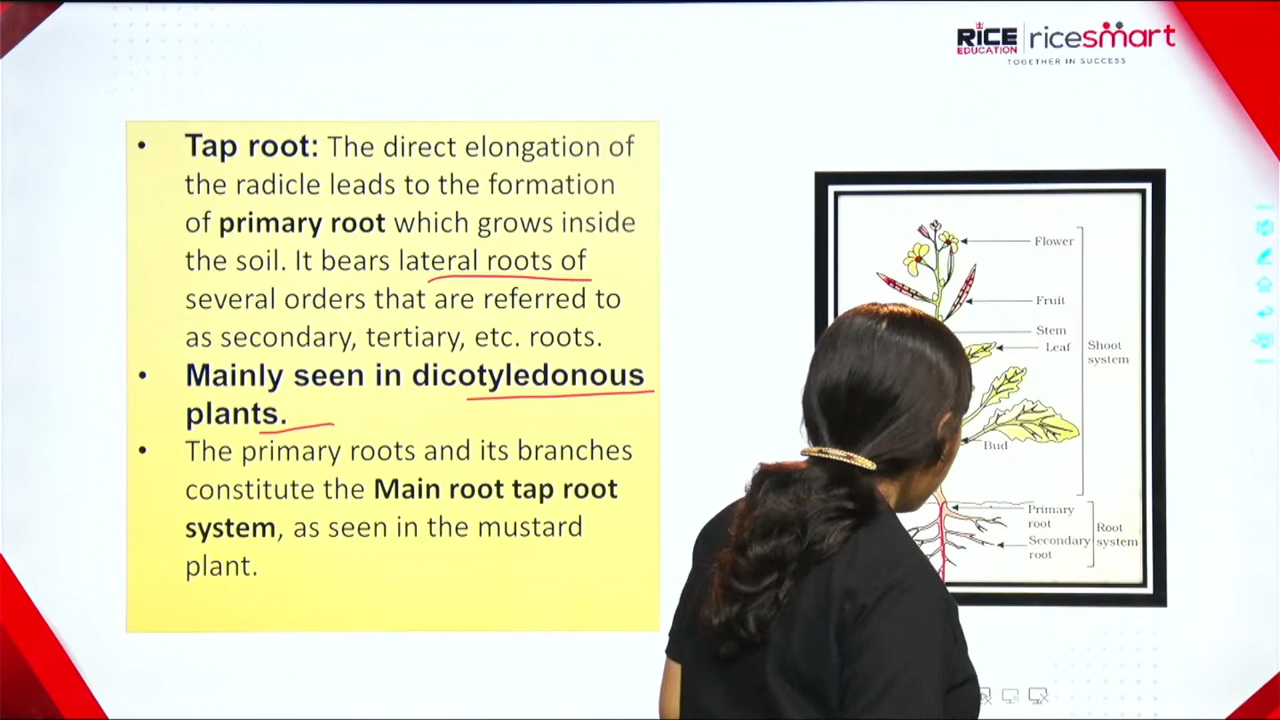 RICE EDUCATION
ricesmart
TOGETHER IN SUCCESS
• Tap root: The direct elongation of
the radicle leads to the formation
of primary root which grows inside
the soil. It bears lateral roots of
several orders that are referred to
as secondary, tertiary, etc. roots.
• Mainly seen in dicotyledonous
plants.
• The primary roots and its branches
constitute the Main root tap root
system, as seen in the mustard
plant.
Flower
Fruit
Stem
Leaf
Shoot
system
Bud
Primary
root
Secondary
root
Root
system